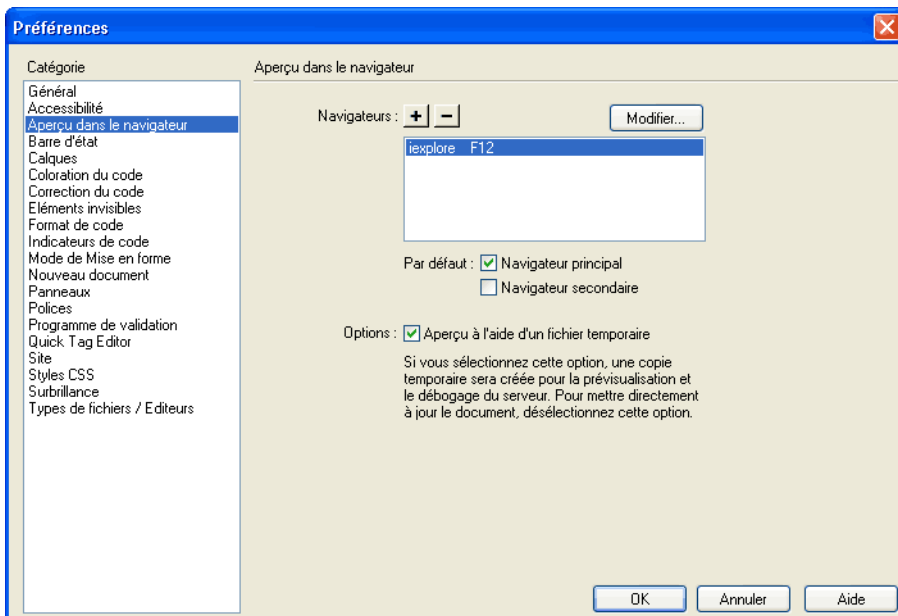 Préférences
Catégorie
Général
Accessibilité
Aperçu dans le navigateur
Barre d'état
Calques
Coloration du code
Correction du code
Eléments invisibles
Format de code
Indicateurs de code
Mode de Mise en forme
Nouveau document
Panneaux
Polices
Programme de validation
Quick Tag Editor
Site
Styles CSS
Surbrillance
Types de fichiers / Editeurs
Aperçu dans le navigateur
Navigateurs : + −
Modifier...
iexplore F12
Par défaut : Navigateur principal
Navigateur secondaire
Options : Aperçu à l'aide d'un fichier temporaire
Si vous sélectionnez cette option, une copie
temporaire sera créée pour la prévisualisation et
le débogage du serveur. Pour mettre directement
à jour le document, désélectionnez cette option.
OK
Annuler
Aide